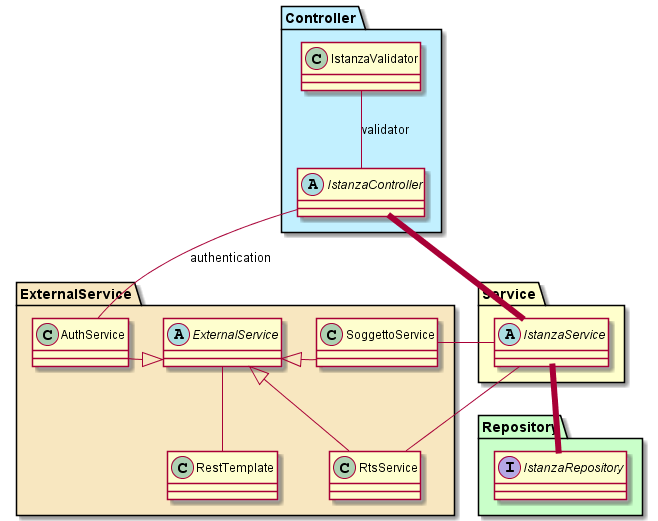 Controller
C IstanzaValidator
validator
A IstanzaController
authentication
ExternalService
Service
C AuthService
A ExternalService
C SoggettoService
A IstanzaService
Repository
C RestTemplate
C RtsService
I IstanzaRepository